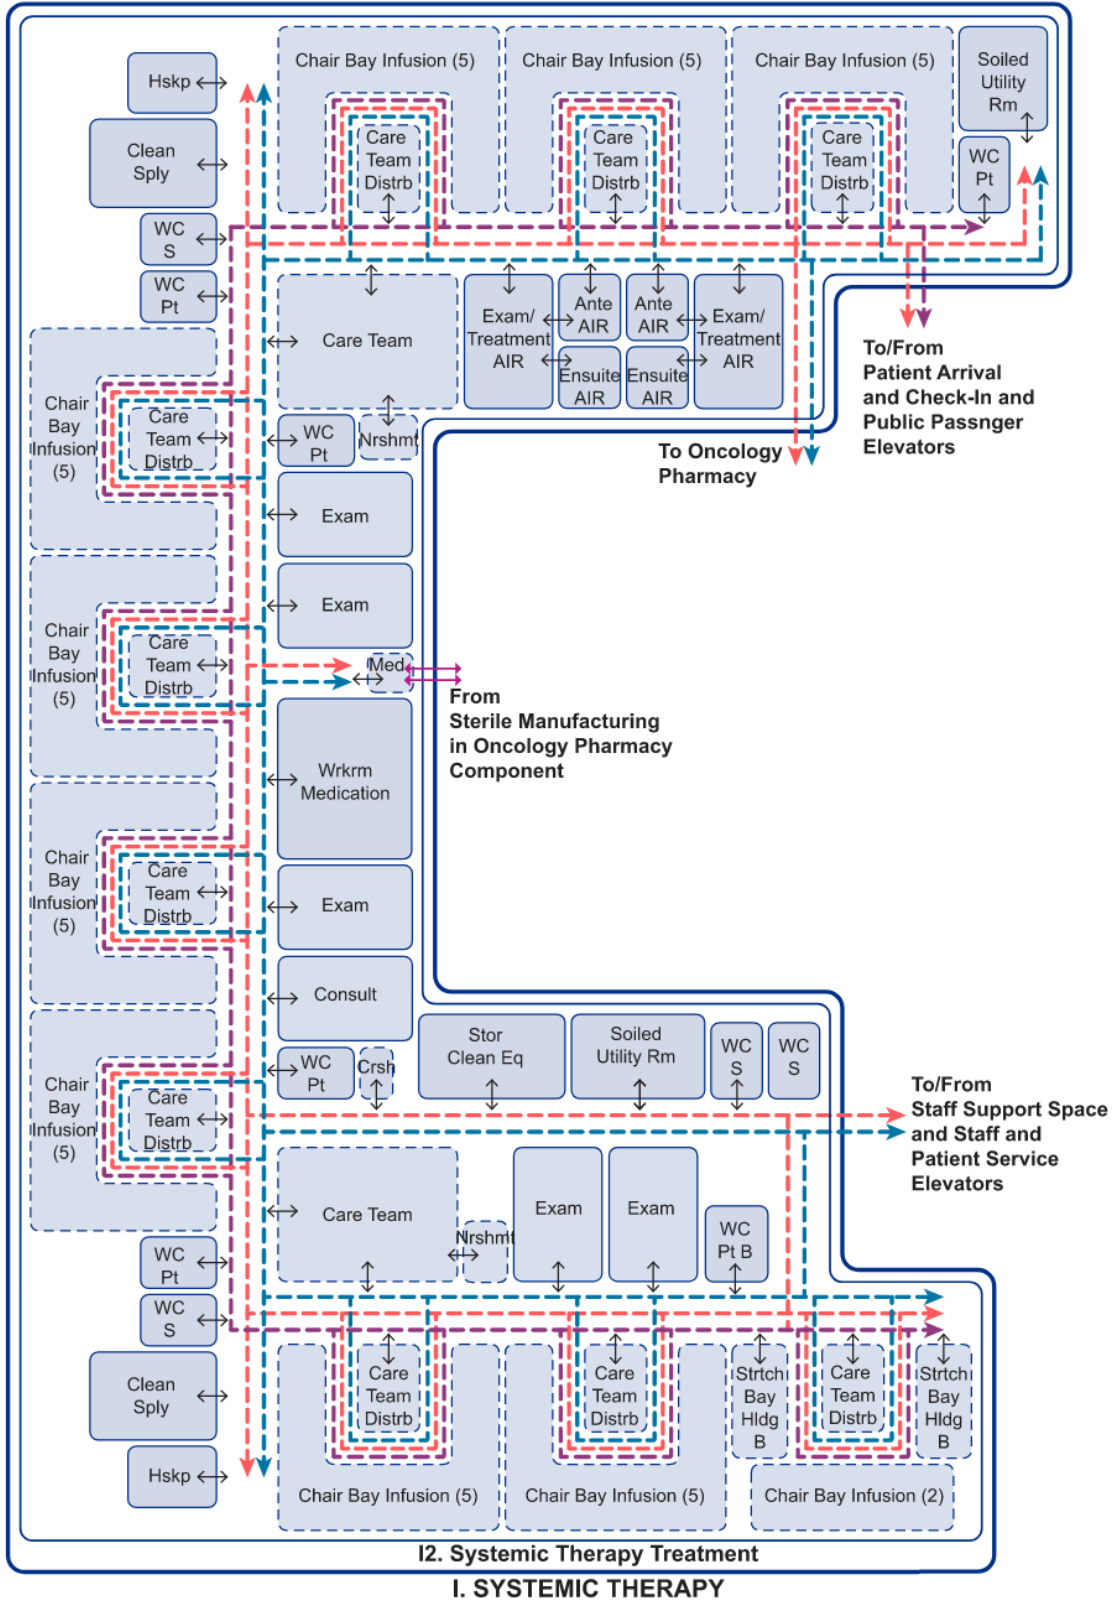 Chair Bay Infusion (5)
Chair Bay Infusion (5)
Chair Bay Infusion (5)
Soiled
Utility
Rm
Hskp
Clean
Sply
WC
S
WC
Pt
Care
Team
Distrb
Care
Team
Distrb
Care
Team
Distrb
WC
Pt
Care Team
Exam/
Treatment
AIR
Ante
AIR
Ensuite
AIR
Ante
AIR
Ensuite
AIR
Exam/
Treatment
AIR
To/From
Patient Arrival
and Check-In and
Public Passnger
Elevators
To Oncology
Pharmacy
Chair
Bay
Infusion
(5)
Care
Team
Distrb
WC
Pt
Nrshmt
Exam
Exam
Chair
Bay
Infusion
(5)
Care
Team
Distrb
Med
From
Sterile Manufacturing
in Oncology Pharmacy
Component
Wrkrm
Medication
Chair
Bay
Infusion
(5)
Care
Team
Distrb
Exam
Consult
Chair
Bay
Infusion
(5)
Care
Team
Distrb
WC
Pt
Crsh
Stor
Clean Eq
Soiled
Utility Rm
WC
S
WC
S
To/From
Staff Support Space
and Staff and
Patient Service
Elevators
Care Team
Nrshmt
Exam
Exam
WC
Pt B
WC
Pt
WC
S
Clean
Sply
Hskp
Care
Team
Distrb
Care
Team
Distrb
Strtch
Bay
Hldg
B
Care
Team
Distrb
Strtch
Bay
Hldg
B
Chair Bay Infusion (5)
Chair Bay Infusion (5)
Chair Bay Infusion (2)
I2. Systemic Therapy Treatment
I. SYSTEMIC THERAPY